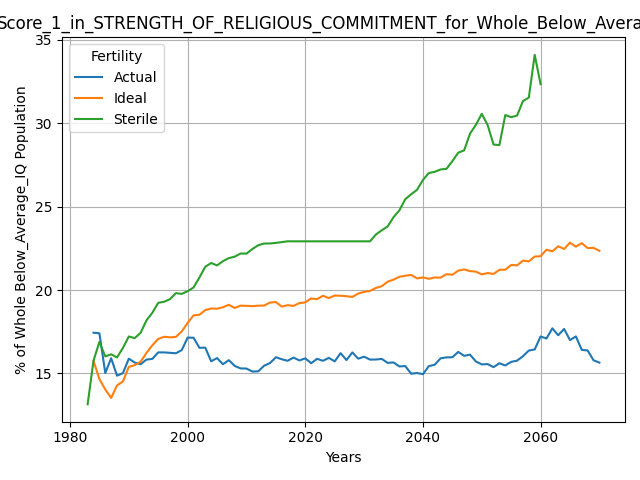 Score_1_in_STRENGTH_OF_RELIGIOUS_COMMITMENT_for_Whole_Below_Avera
Fertility
Actual
Ideal
Sterile
% of Whole Below_Average_IQ Population
35
30
25
20
15
1980
2000
2020
2040
2060
Years